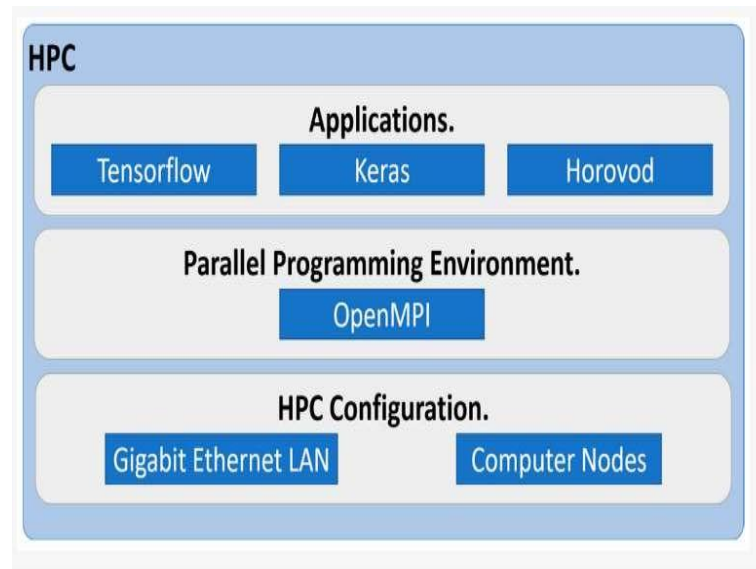 HPC
Applications.
Tensorflow Keras Horovod
Parallel Programming Environment.
OpenMPI
HPC Configuration.
Gigabit Ethernet LAN Computer Nodes